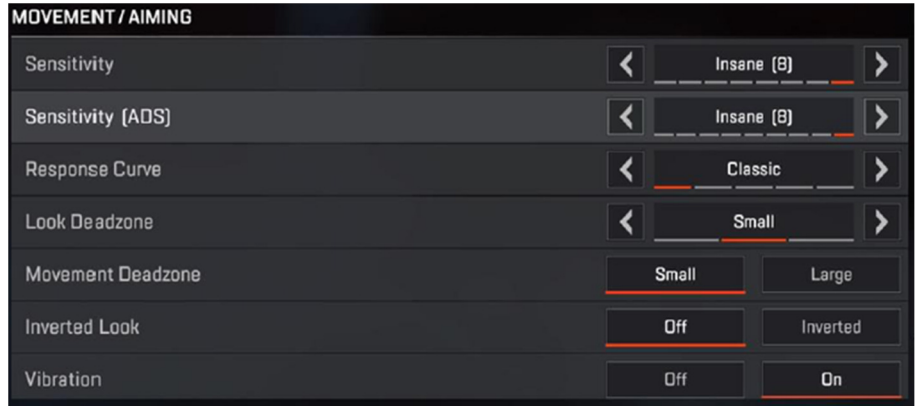 MOVEMENT/AIMING
Sensitivity Insane (8)
Sensitivity (ADS) Insane (8)
Response Curve Classic
Look Deadzone Small
Movement Deadzone Small Large
Inverted Look Off Inverted
Vibration Off On